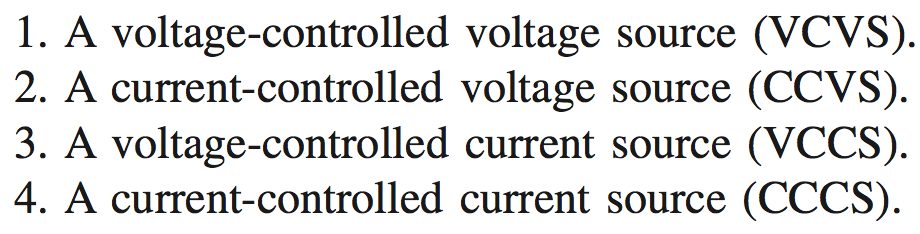 1. A voltage-controlled voltage source (VCVS).
2. A current-controlled voltage source (CCVS).
3. A voltage-controlled current source (VCCS).
4. A current-controlled current source (CCCS).